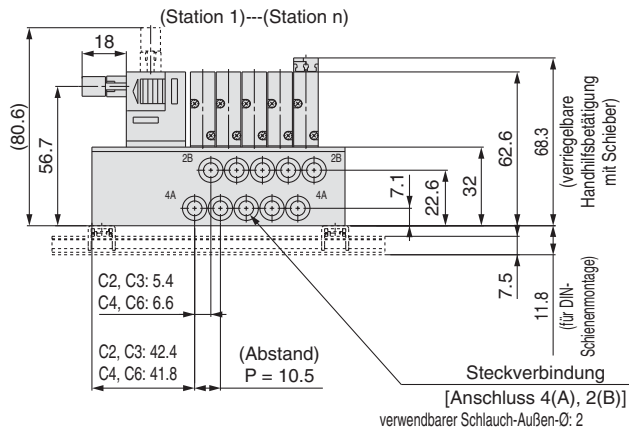 (Station 1)---(Station n)
18
(80.6)
56.7
2B
2B
4A
4A
7.1
22.6
32
62.6
68.3
(verriegelbare
Handhilfsbetätigung
mit Schieber)
7.5
11.8
(für DIN-
Schienenmontage)
C2, C3: 5.4
C4, C6: 6.6
C2, C3: 42.4
C4, C6: 41.8
(Abstand)
P = 10.5
Steckverbindung
[Anschluss 4(A), 2(B)]
verwendbarer Schlauch-Außen-Ø: 2